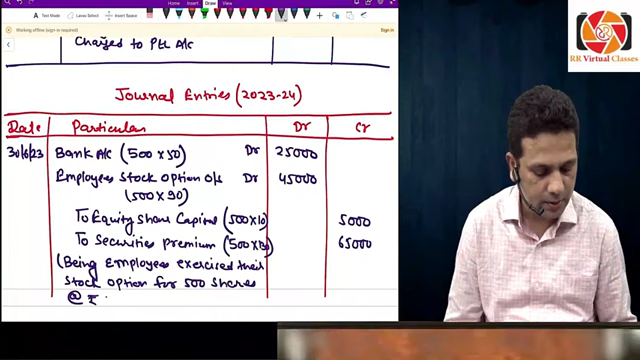 Text Mode
Lasso Select
Insert Space
Home
Insert
Draw
View
Working offline (sign in required)
Sign in
RR Virtual Classes
Charged to P&L A/c
Journal Entries (2023-24)
Date Particulars Dr Cr
30/6/23 Bank A/c (500 × 50) Dr 25000
Employees Stock Option o/s Dr 45000
(500 × 90)
To Equity Share Capital (500×10) 5000
To Securities Premium (500×130) 65000
(Being Employees exercised their
Stock Option for 500 Shares
@ ₹